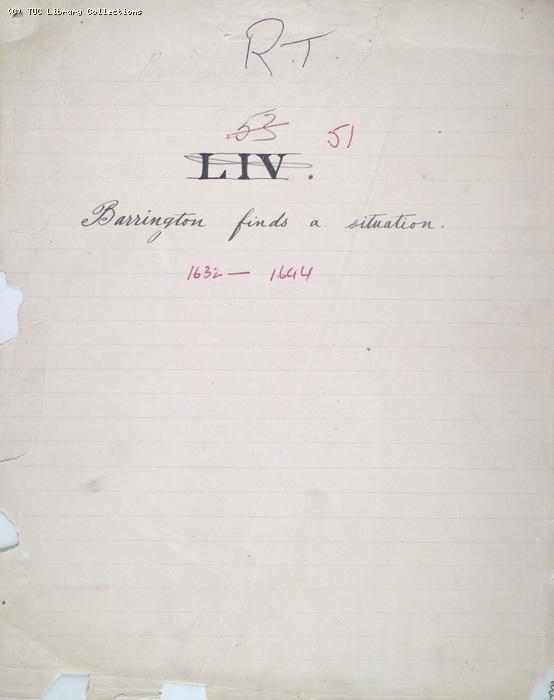 (C) TUC Library Collections
R.T.
53 51
LIV.
Barrington finds a situation.
1632 — 1644